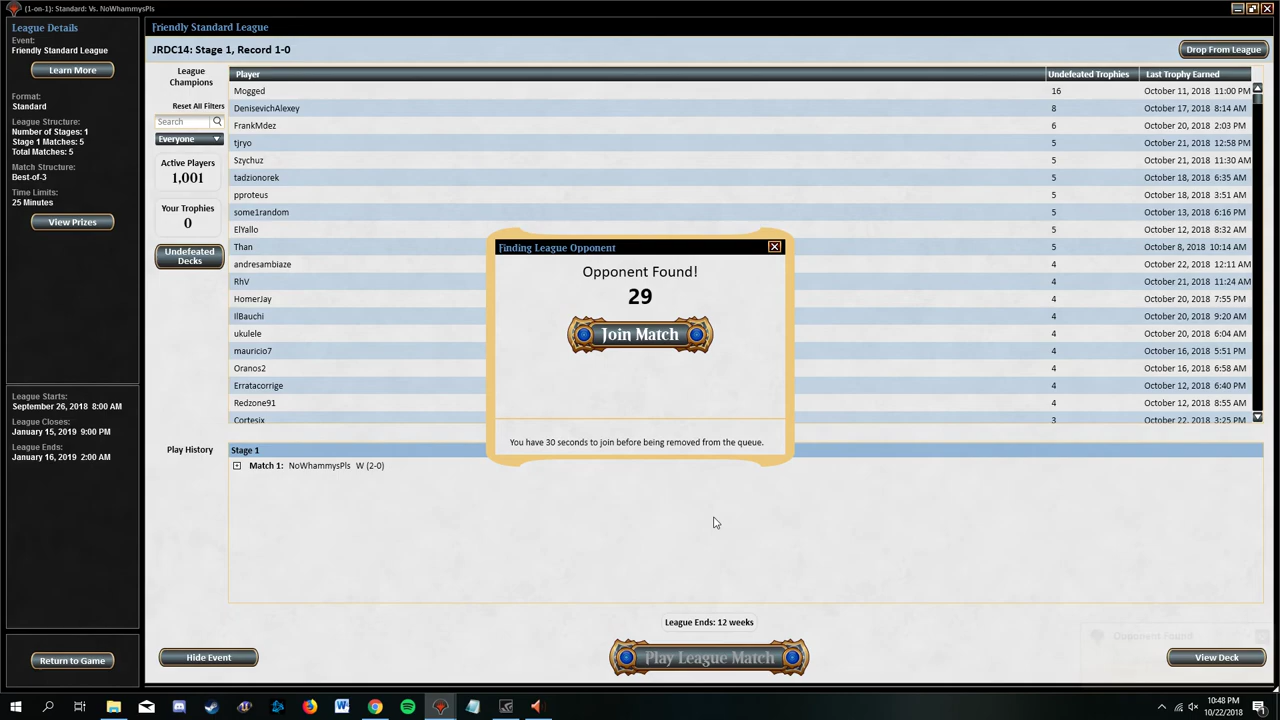 (1-on-1): Standard: Vs. NoWhammysPls
League Details
Event:
Friendly Standard League
Learn More
Format:
Standard
League Structure:
Number of Stages: 1
Stage 1 Matches: 5
Total Matches: 5
Match Structure:
Best-of-3
Time Limits:
25 Minutes
View Prizes
League Starts:
September 26, 2018 8:00 AM
League Closes:
January 15, 2019 9:00 PM
League Ends:
January 16, 2019 2:00 AM
Return to Game
Friendly Standard League
JRDC14: Stage 1, Record 1-0
Drop From League
League
Champions
Reset All Filters
Search
Everyone
Active Players
1,001
Your Trophies
0
Undefeated
Decks
Player Undefeated Trophies Last Trophy Earned
Mogged 16 October 11, 2018 11:00 PM
DenisevichAlexey 8 October 17, 2018 8:14 AM
FrankMdez 6 October 20, 2018 2:03 PM
tjryo 5 October 21, 2018 12:58 PM
Szychuz 5 October 21, 2018 11:30 AM
tadzionorek 5 October 18, 2018 6:35 AM
pproteus 5 October 18, 2018 3:51 AM
some1random 5 October 13, 2018 6:16 PM
ElYallo 5 October 12, 2018 8:32 AM
Than 5 October 8, 2018 10:14 AM
andresambiaze 4 October 22, 2018 12:11 AM
RhV 4 October 21, 2018 11:24 AM
HomerJay 4 October 20, 2018 7:55 PM
IlBauchi 4 October 20, 2018 9:20 AM
ukulele 4 October 20, 2018 6:04 AM
mauricio7 4 October 16, 2018 5:51 PM
Oranos2 4 October 16, 2018 6:58 AM
Erratacorrige 4 October 12, 2018 6:40 PM
Redzone91 4 October 12, 2018 8:55 AM
Cortesix 3 October 22, 2018 3:25 PM
Finding League Opponent
Opponent Found!
29
Join Match
You have 30 seconds to join before being removed from the queue.
Play History
Stage 1
Match 1: NoWhammysPls W (2-0)
League Ends: 12 weeks
Opponent Found
Hide Event
Play League Match
View Deck
10:48 PM
10/22/2018